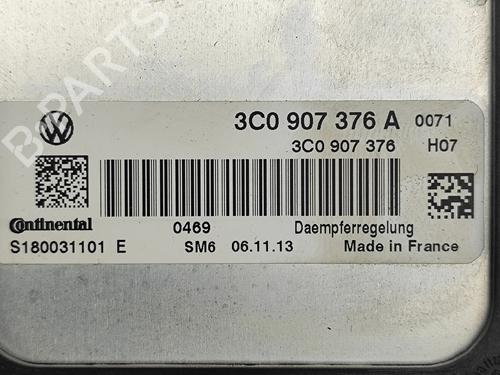 B-PARTS
3C0 907 376 A 0071
3C0 907 376 H07
Continental 0469 Daempferregelung
S180031101 E SM6 06.11.13 Made in France